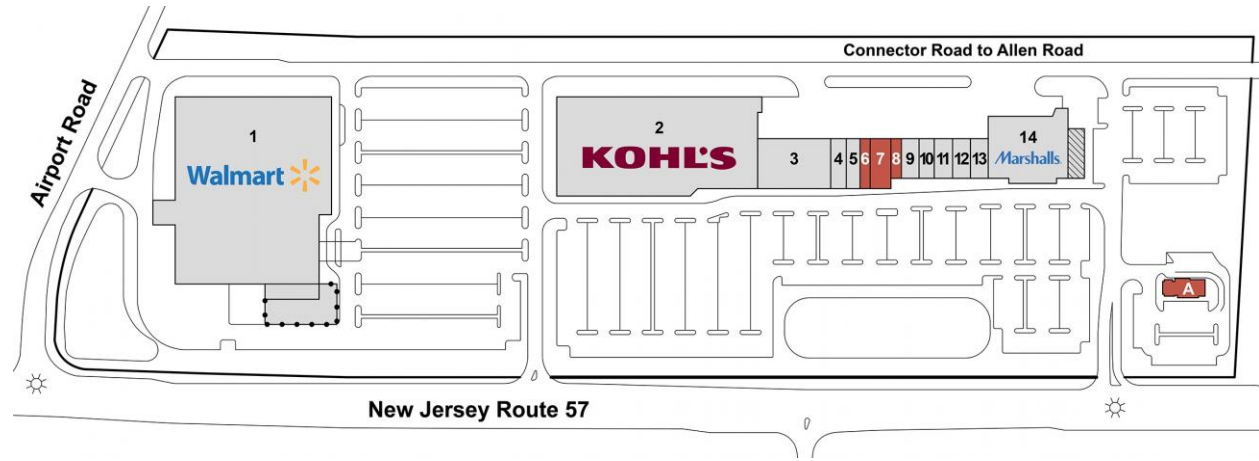 Connector Road to Allen Road
Airport Road
1
Walmart
2
KOHL'S
3
4
5
6
7
8
9
10
11
12
13
14
Marshalls
A
New Jersey Route 57